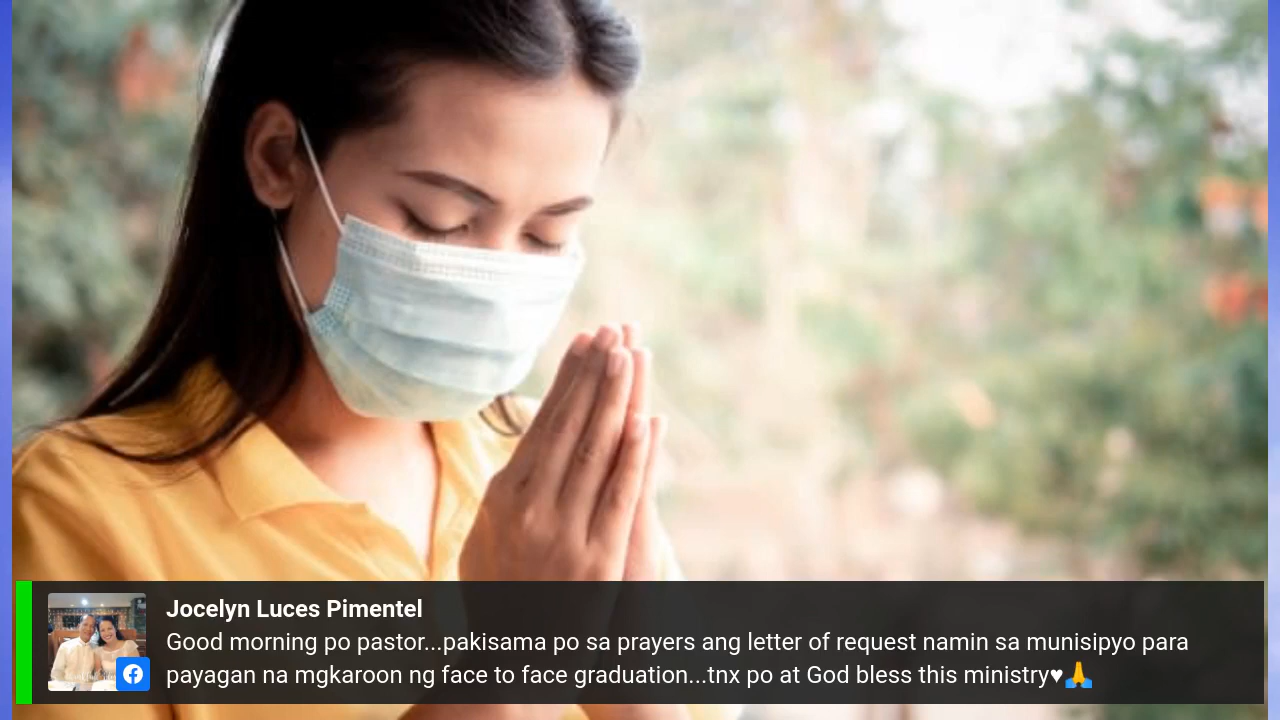 Jocelyn Luces Pimentel
Good morning po pastor...pakisama po sa prayers ang letter of request namin sa munisipyo para
payagan na mgkaroon ng face to face graduation...tnx po at God bless this ministry♥🙏